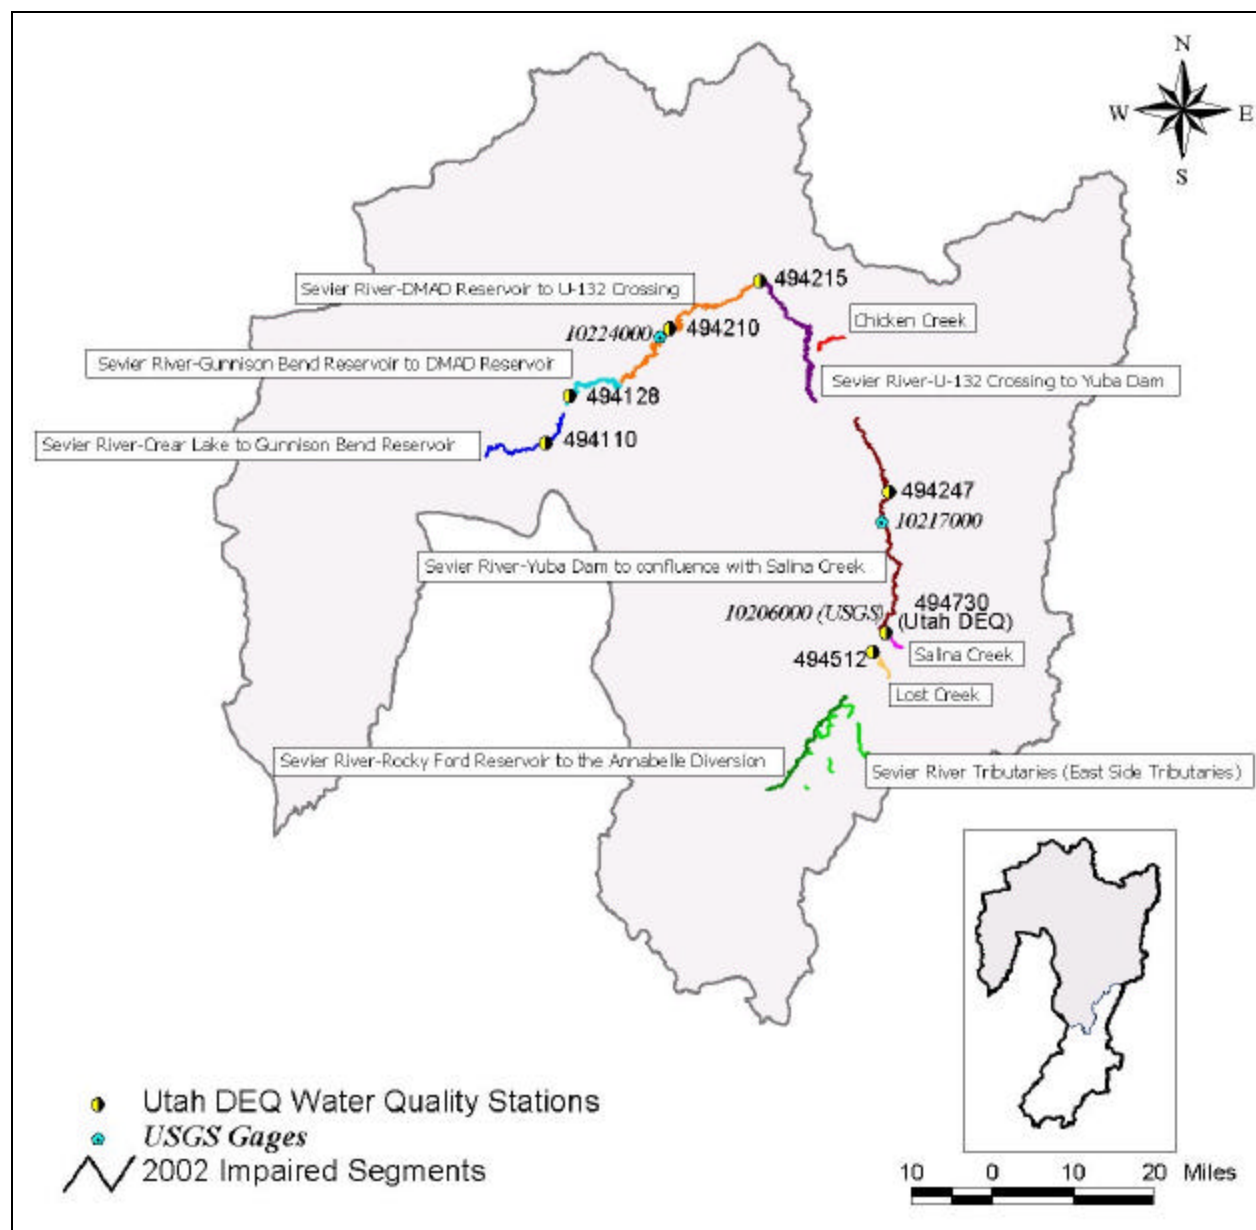 N
W
E
S
Sevier River-DMAD Reservoir to U-132 Crossing
494215
10224000
494210
Chicken Creek
Sevier River-Gunnison Bend Reservoir to DMAD Reservoir
Sevier River-U-132 Crossing to Yuba Dam
494128
Sevier River-Crear Lake to Gunnison Bend Reservoir
494110
494247
10217000
Sevier River-Yuba Dam to confluence with Salina Creek
10206000 (USGS)
494730
(Utah DEQ)
494512
Salina Creek
Lost Creek
Sevier River-Rocky Ford Reservoir to the Annabelle Diversion
Sevier River Tributaries (East Side Tributaries)
Utah DEQ Water Quality Stations
USGS Gages
2002 Impaired Segments
10 0 10 20 Miles